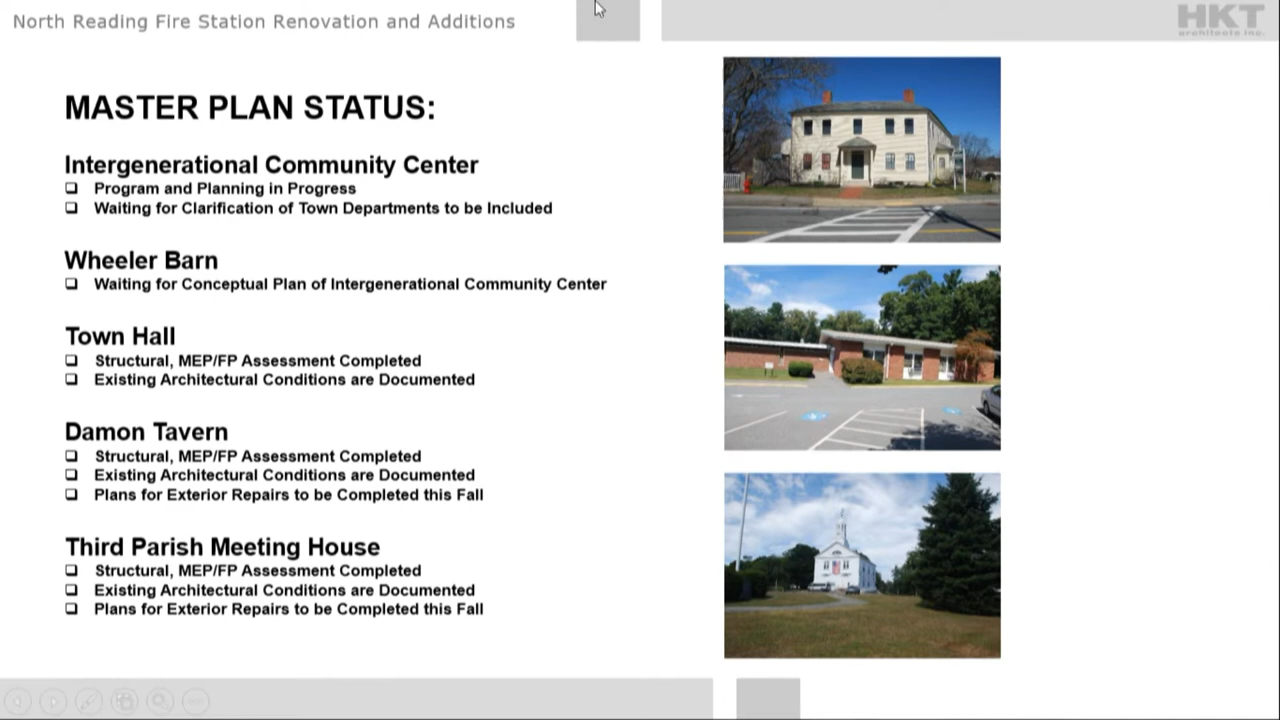 North Reading Fire Station Renovation and Additions
HKT
architects inc.
MASTER PLAN STATUS:
Intergenerational Community Center
❑ Program and Planning in Progress
❑ Waiting for Clarification of Town Departments to be Included
Wheeler Barn
❑ Waiting for Conceptual Plan of Intergenerational Community Center
Town Hall
❑ Structural, MEP/FP Assessment Completed
❑ Existing Architectural Conditions are Documented
Damon Tavern
❑ Structural, MEP/FP Assessment Completed
❑ Existing Architectural Conditions are Documented
❑ Plans for Exterior Repairs to be Completed this Fall
Third Parish Meeting House
❑ Structural, MEP/FP Assessment Completed
❑ Existing Architectural Conditions are Documented
❑ Plans for Exterior Repairs to be Completed this Fall